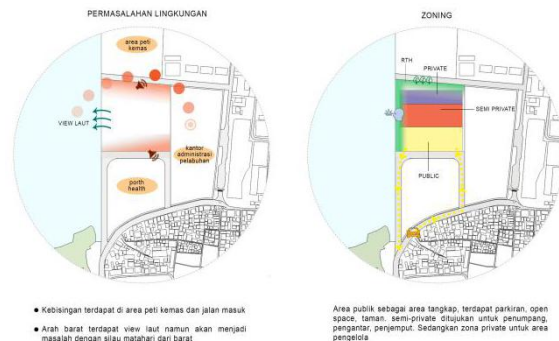 PERMASALAHAN LINGKUNGAN
area peti
kemas
VIEW LAUT
kantor
administrasi
pelabuhan
porth
health
● Kebisingan terdapat di area peti kemas dan jalan masuk
● Arah barat terdapat view laut namun akan menjadi
masalah dengan silau matahari dari barat
ZONING
RTH
PRIVATE
SEMI PRIVATE
PUBLIC
Area publik sebagai area tangkap, terdapat parkiran, open
space, taman. semi-private ditujukan untuk penumpang,
pengantar, penjemput. Sedangkan zona private untuk area
pengelola